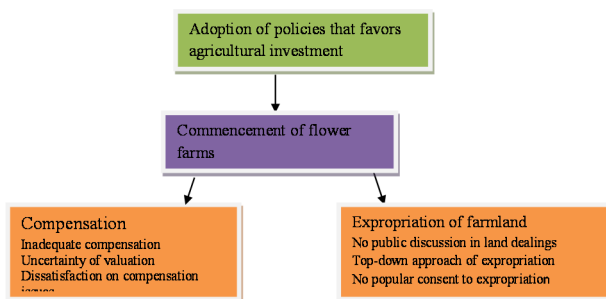 Adoption of policies that favors
agricultural investment
Commencement of flower
farms
Compensation
Inadequate compensation
Uncertainty of valuation
Dissatisfaction on compensation
Expropriation of farmland
No public discussion in land dealings
Top-down approach of expropriation
No popular consent to expropriation